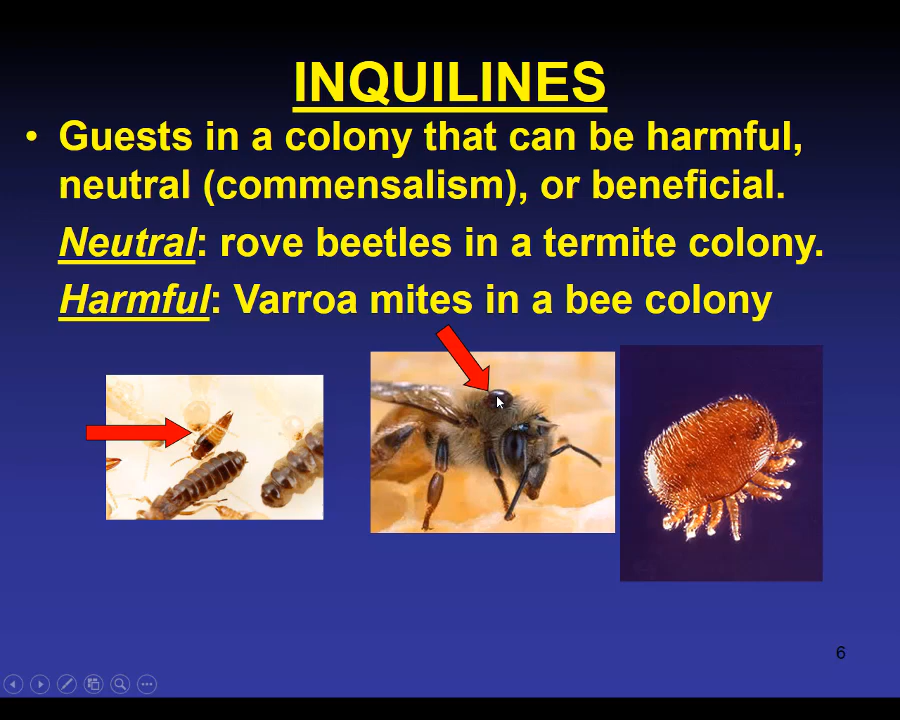 INQUILINES
• Guests in a colony that can be harmful,
neutral (commensalism), or beneficial.
Neutral: rove beetles in a termite colony.
Harmful: Varroa mites in a bee colony
6